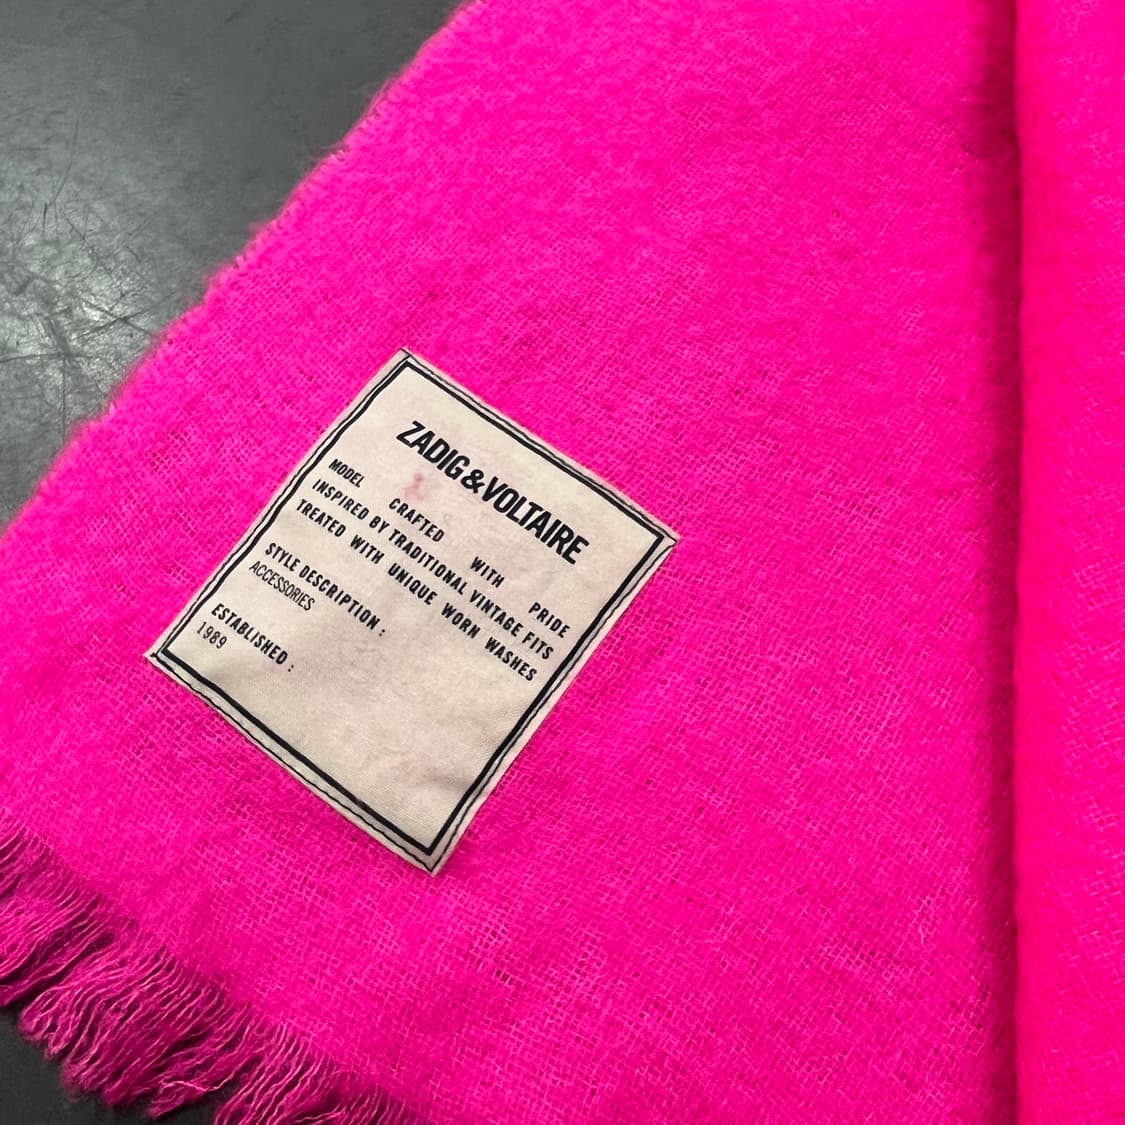 ZADIG&VOLTAIRE
MODEL CRAFTED WITH PRIDE
INSPIRED BY TRADITIONAL VINTAGE FITS
TREATED WITH UNIQUE WORN WASHES
STYLE DESCRIPTION :
ACCESSORIES
ESTABLISHED :
1989